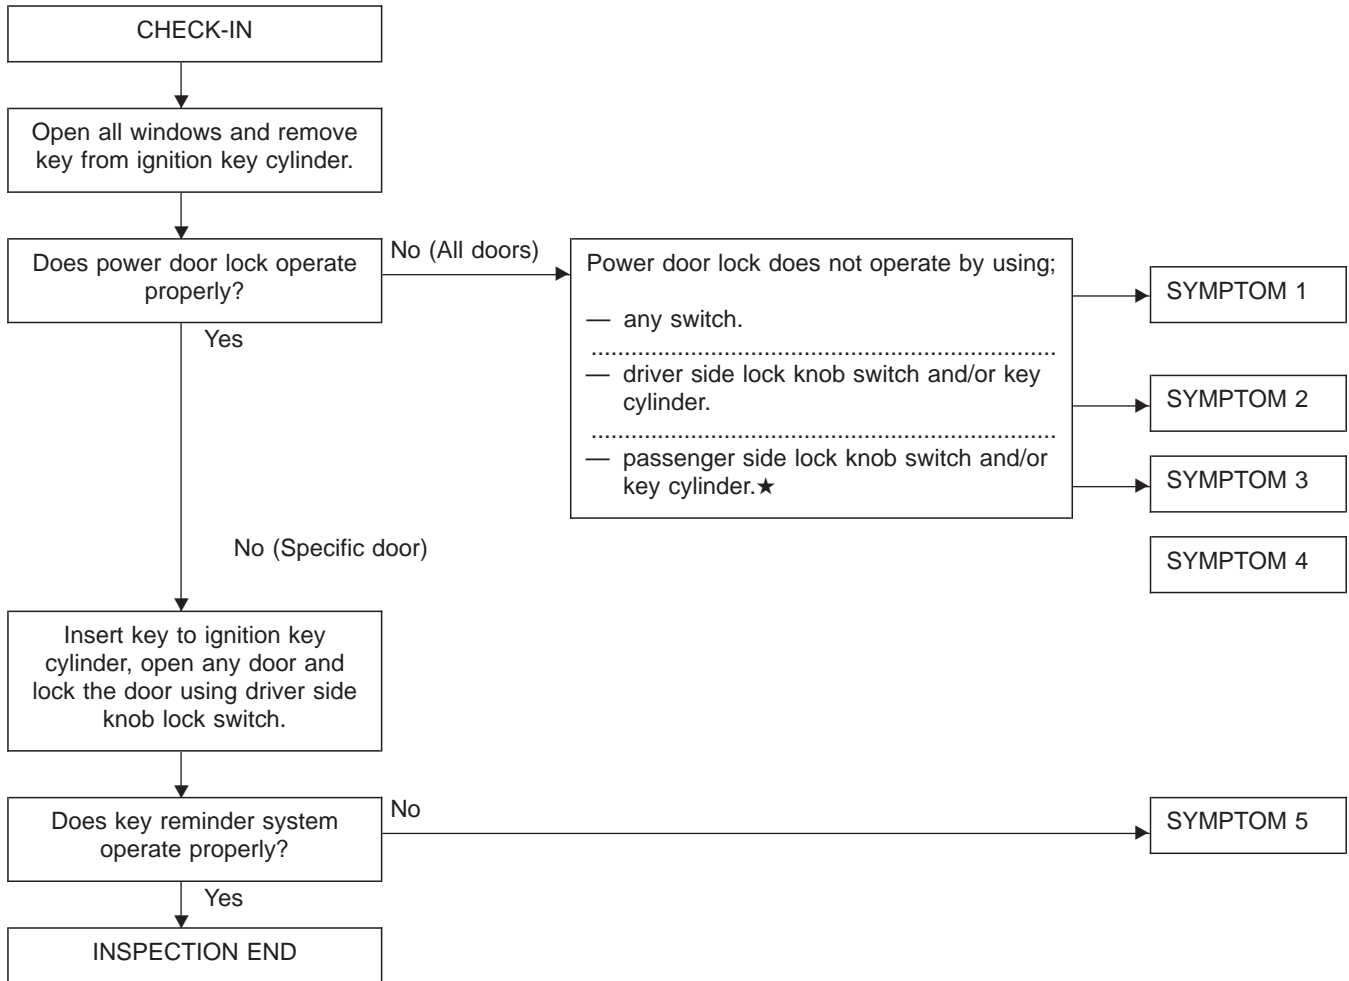 CHECK-IN
Open all windows and remove
key from ignition key cylinder.
Does power door lock operate
properly?
No (All doors)
Power door lock does not operate by using;
— any switch.
......................................................................
— driver side lock knob switch and/or key
cylinder.
......................................................................
— passenger side lock knob switch and/or
key cylinder.★
SYMPTOM 1
SYMPTOM 2
SYMPTOM 3
Yes
No (Specific door)
SYMPTOM 4
Insert key to ignition key
cylinder, open any door and
lock the door using driver side
knob lock switch.
Does key reminder system
operate properly?
No
SYMPTOM 5
Yes
INSPECTION END